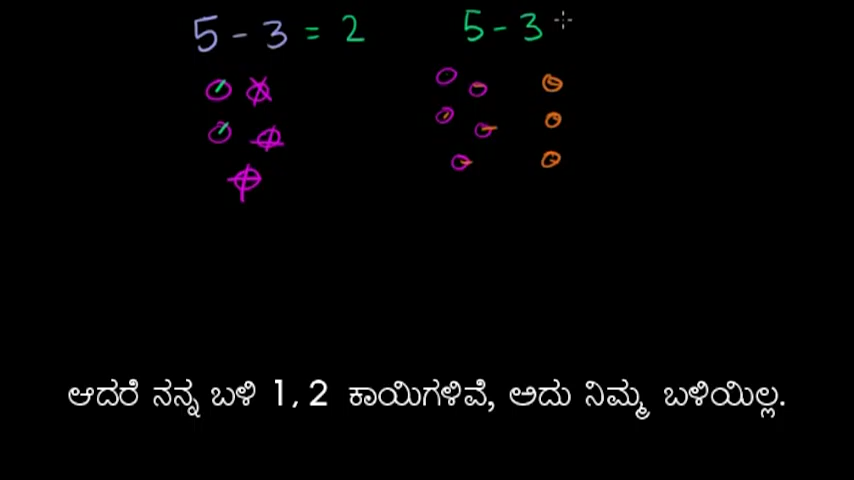 5 - 3 = 2 5 - 3
ಆದರೆ ನನ್ನ ಬಳಿ 1, 2 ಕಾಯಿಗಳಿವೆ, ಅದು ನಿಮ್ಮ ಬಳಿಯಿಲ್ಲ.